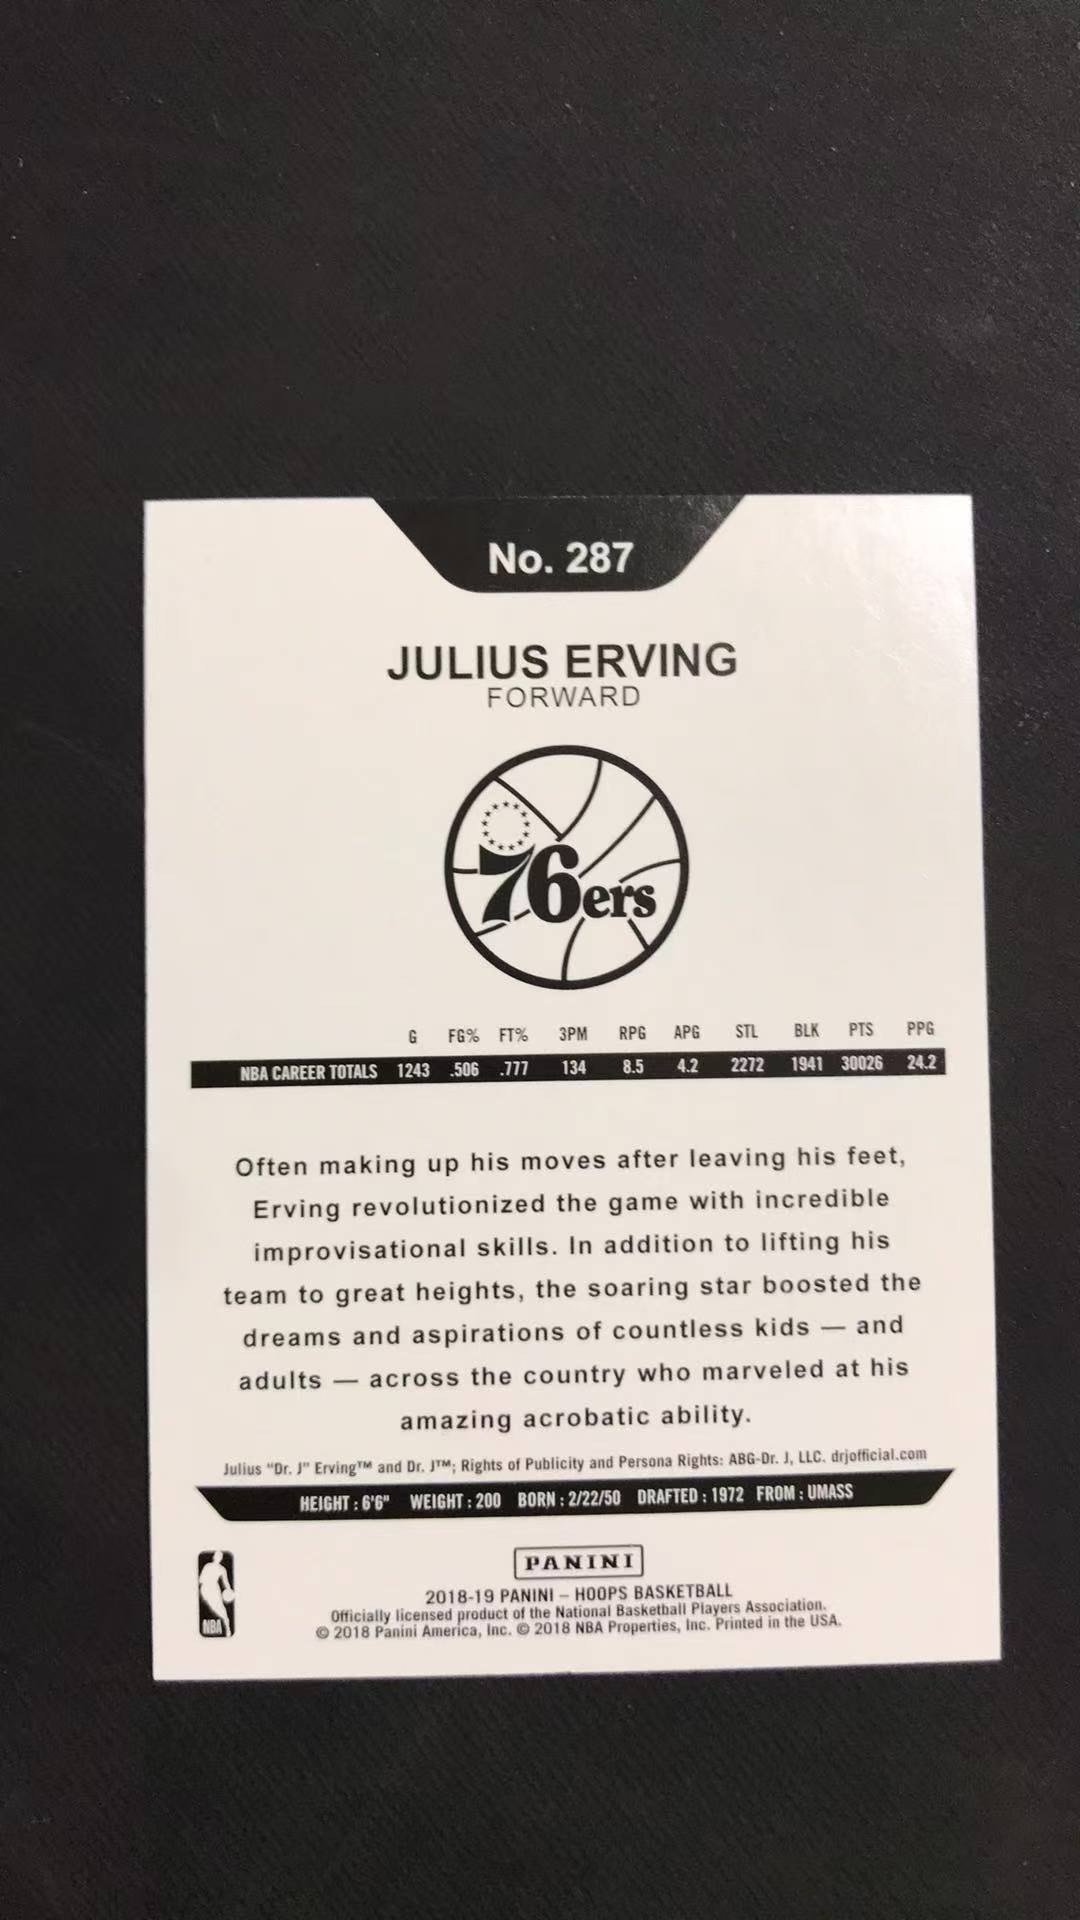 No. 287
JULIUS ERVING
FORWARD
76ers
G FG% FT% 3PM RPG APG STL BLK PTS PPG
NBA CAREER TOTALS 1243 .506 .777 134 8.5 4.2 2272 1941 30026 24.2
Often making up his moves after leaving his feet,
Erving revolutionized the game with incredible
improvisational skills. In addition to lifting his
team to great heights, the soaring star boosted the
dreams and aspirations of countless kids — and
adults — across the country who marveled at his
amazing acrobatic ability.
Julius "Dr. J" Erving™ and Dr. J™; Rights of Publicity and Persona Rights: ABG-Dr. J, LLC. drjofficial.com
HEIGHT : 6'6" WEIGHT : 200 BORN : 2/22/50 DRAFTED : 1972 FROM : UMASS
PANINI
NBA
2018-19 PANINI – HOOPS BASKETBALL
Officially licensed product of the National Basketball Players Association.
© 2018 Panini America, Inc. © 2018 NBA Properties, Inc. Printed in the USA.